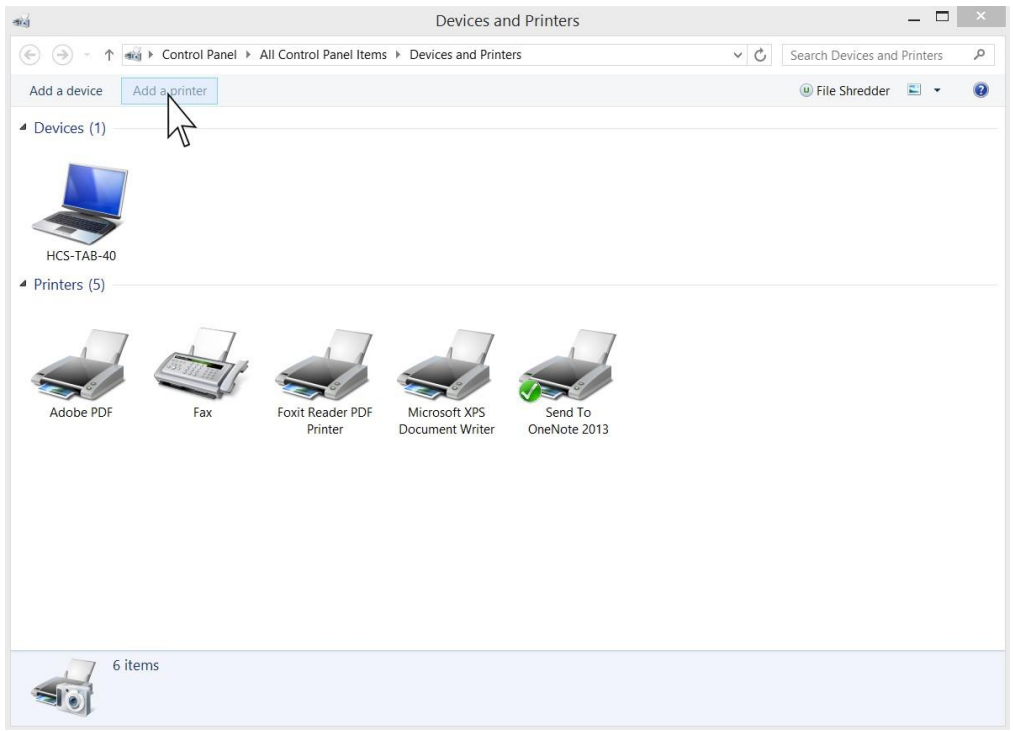 Devices and Printers
Control Panel All Control Panel Items Devices and Printers
Search Devices and Printers
Add a device
Add a printer
U File Shredder
?
Devices (1)
HCS-TAB-40
Printers (5)
Adobe PDF
Fax
Foxit Reader PDF
Printer
Microsoft XPS
Document Writer
Send To
OneNote 2013
6 items